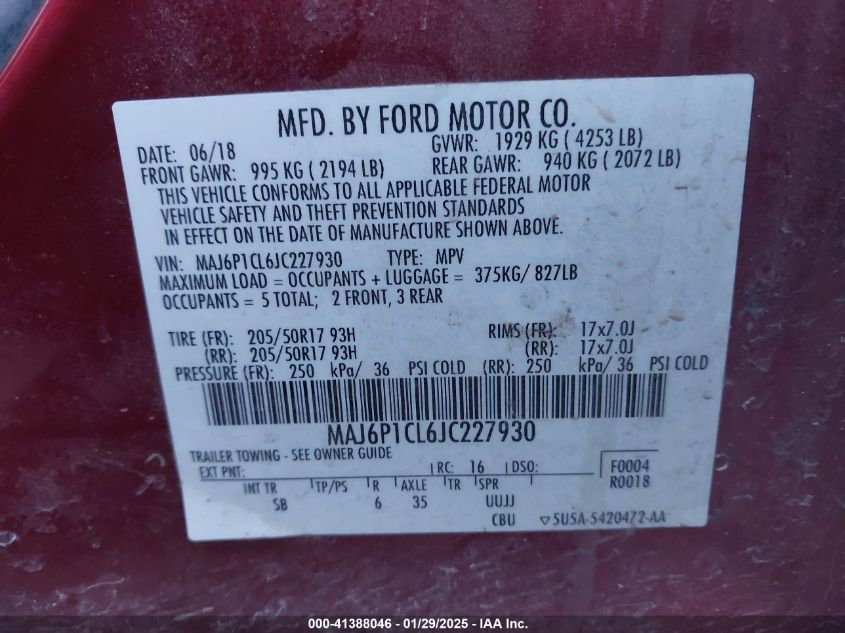 MFD. BY FORD MOTOR CO.
DATE: 06/18 GVWR: 1929 KG ( 4253 LB)
FRONT GAWR: 995 KG ( 2194 LB) REAR GAWR: 940 KG ( 2072 LB)
THIS VEHICLE CONFORMS TO ALL APPLICABLE FEDERAL MOTOR
VEHICLE SAFETY AND THEFT PREVENTION STANDARDS
IN EFFECT ON THE DATE OF MANUFACTURE SHOWN ABOVE.
VIN: MAJ6P1CL6JC227930 TYPE: MPV
MAXIMUM LOAD = OCCUPANTS + LUGGAGE = 375KG/ 827LB
OCCUPANTS = 5 TOTAL; 2 FRONT, 3 REAR
TIRE (FR): 205/50R17 93H RIMS (FR): 17x7.0J
(RR): 205/50R17 93H (RR): 17x7.0J
PRESSURE (FR): 250 kPa/ 36 PSI COLD (RR): 250 kPa/ 36 PSI COLD
MAJ6P1CL6JC227930
TRAILER TOWING - SEE OWNER GUIDE
EXT PNT: RC: 16 DSO: F0004
R0018
INT TR TP/PS R AXLE TR SPR
SB 6 35 UUJJ
CBU ▽5U5A-5420472-AA
000-41388046 - 01/29/2025 - IAA Inc.